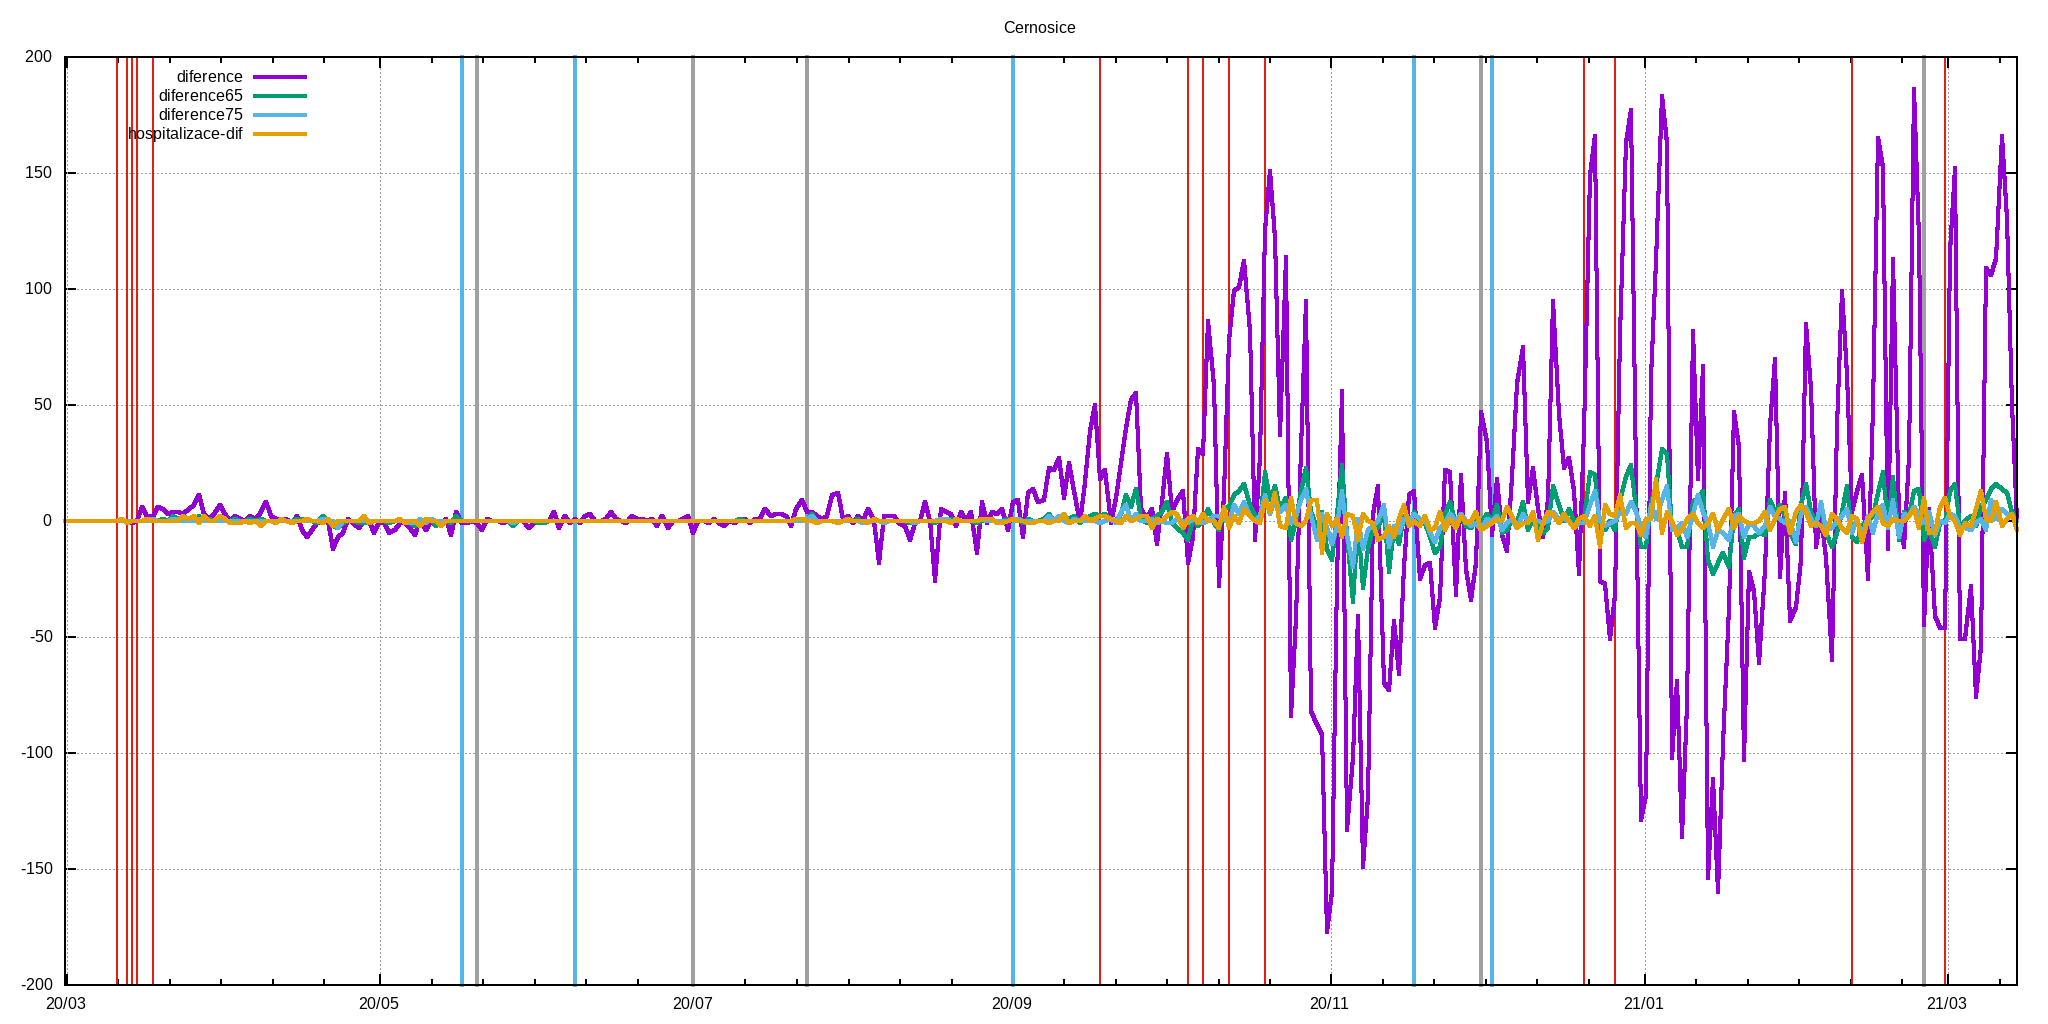 Cernosice
200
diference
diference65
diference75
hospitalizace-dif
150
100
50
0
-50
-100
-150
-200
20/03 20/05 20/07 20/09 20/11 21/01 21/03